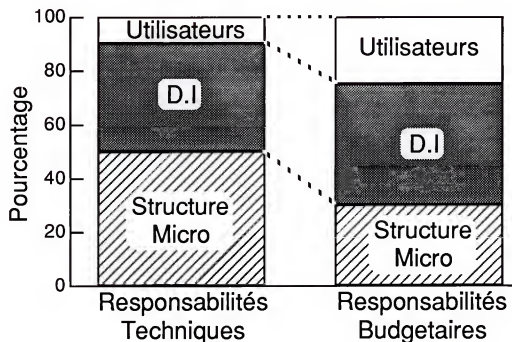 Pourcentage
100
80
60
40
20
0
Utilisateurs
D.I
Structure
Micro
Utilisateurs
D.I
Structure
Micro
Responsabilités
Techniques
Responsabilités
Budgetaires